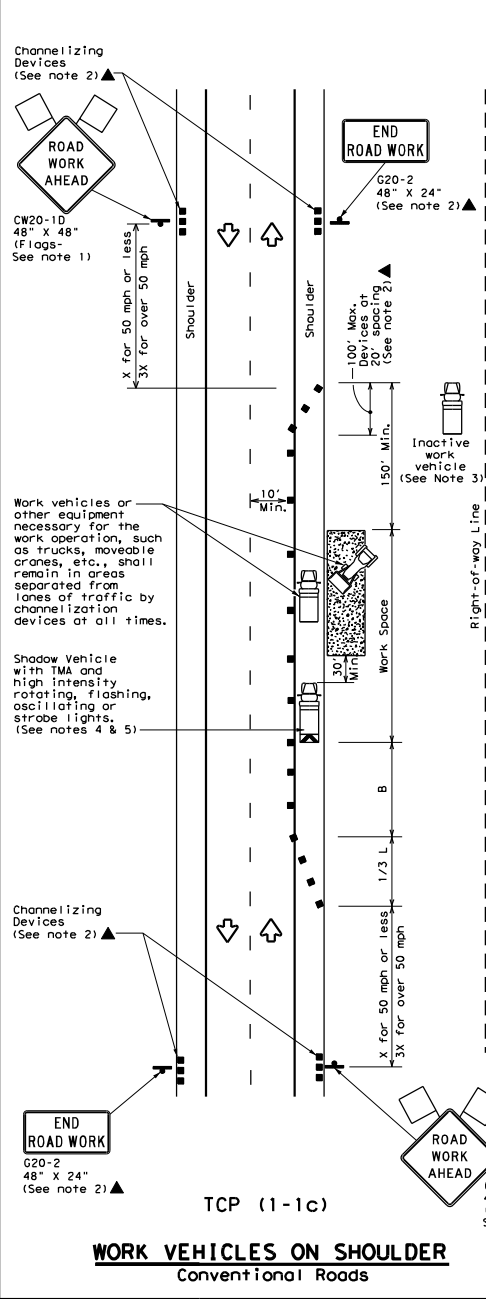 Channelizing
Devices
(See note 2)▲
ROAD
WORK
AHEAD
CW20-1D
48" X 48"
(Flags-
See note 1)
END
ROAD WORK
G20-2
48" X 24"
(See note 2)▲
X for 50 mph or less
3X for over 50 mph
Shoulder
Shoulder
100' Max.
Devices at
20' spacing
(See note 2)▲
150' Min.
Inactive
work
vehicle
(See Note 3)
Right-of-way Line
10'
Min.
Work vehicles or
other equipment
necessary for the
work operation, such
as trucks, moveable
cranes, etc., shall
remain in areas
separated from
lanes of traffic by
channelization
devices at all times.
Work Space
30'
Min.
Shadow Vehicle
with TMA and
high intensity
rotating, flashing,
oscillating or
strobe lights.
(See notes 4 & 5)
B
1/3 L
Channelizing
Devices
(See note 2)▲
X for 50 mph or less
3X for over 50 mph
END
ROAD WORK
G20-2
48" X 24"
(See note 2)▲
ROAD
WORK
AHEAD
TCP (1-1c)
WORK VEHICLES ON SHOULDER
Conventional Roads